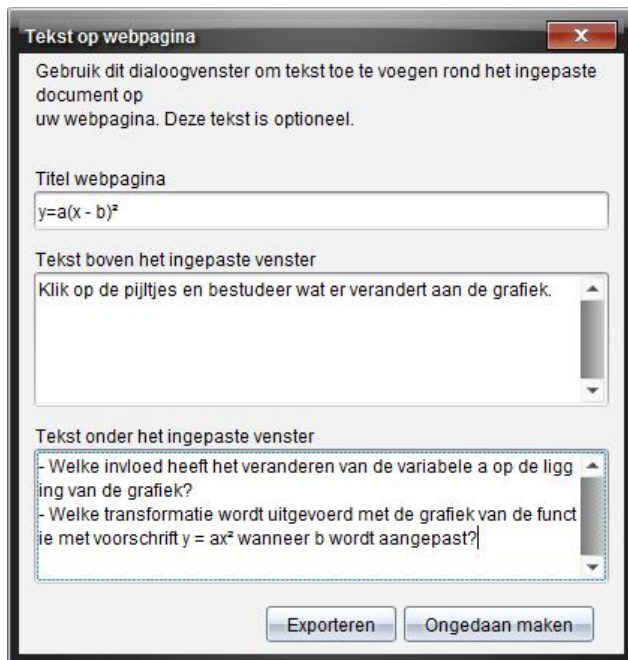 Tekst op webpagina
Gebruik dit dialoogvenster om tekst toe te voegen rond het ingepaste
document op
uw webpagina. Deze tekst is optioneel.
Titel webpagina
y=a(x - b)²
Tekst boven het ingepaste venster
Klik op de pijltjes en bestudeer wat er verandert aan de grafiek.
Tekst onder het ingepaste venster
- Welke invloed heeft het veranderen van de variabele a op de ligg
ing van de grafiek?
- Welke transformatie wordt uitgevoerd met de grafiek van de funct
ie met voorschrift y = ax² wanneer b wordt aangepast?
Exporteren Ongedaan maken